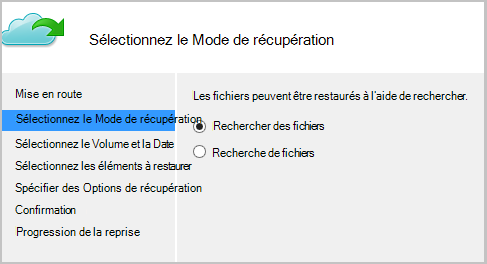 Sélectionnez le Mode de récupération
Mise en route
Sélectionnez le Mode de récupération
Sélectionnez le Volume et la Date
Sélectionnez les éléments à restaurer
Spécifier des Options de récupération
Confirmation
Progression de la reprise
Les fichiers peuvent être restaurés à l'aide de rechercher.
Rechercher des fichiers
Recherche de fichiers